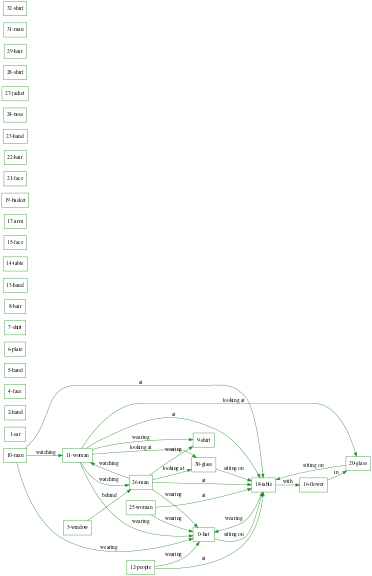 32-shirt
31-man
29-hair
28-shirt
27-jacket
24-nose
23-hand
22-hair
21-face
19-basket
17-arm
15-face
14-table
13-hand
8-hair
7-shirt
6-plate
5-hand
4-face
2-hand
1-ear
10-man
watching
at
wearing
11-woman
looking at
at
wearing
looking at
watching
watching
wearing
3-window
behind
26-man
wearing
looking at
at
wearing
25-woman
at
wearing
12-people
wearing
at
9-shirt
30-glass
sitting on
0-hat
wearing
sitting on
18-table
with
16-flower
in
20-glass
sitting on